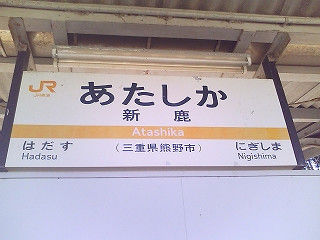 JR
JR東海
あたしか
新鹿
Atashika
はだす
Hadasu
(三重県熊野市)
にぎしま
Nigishima